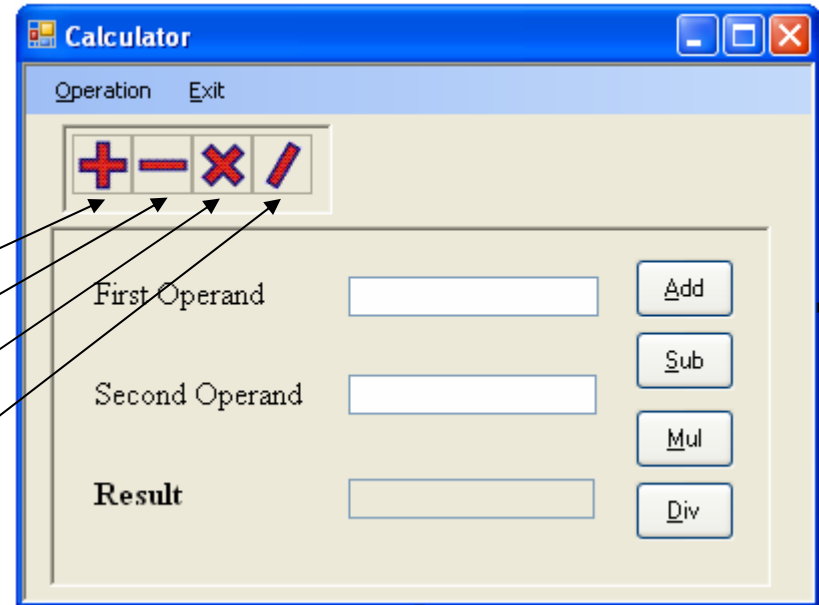 Calculator
Operation Exit
First Operand
Add
Sub
Second Operand
Mul
Result
Div